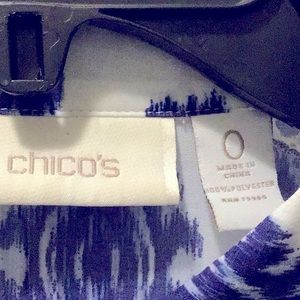 chico's
0
MADE IN
CHINA
100% POLYESTER